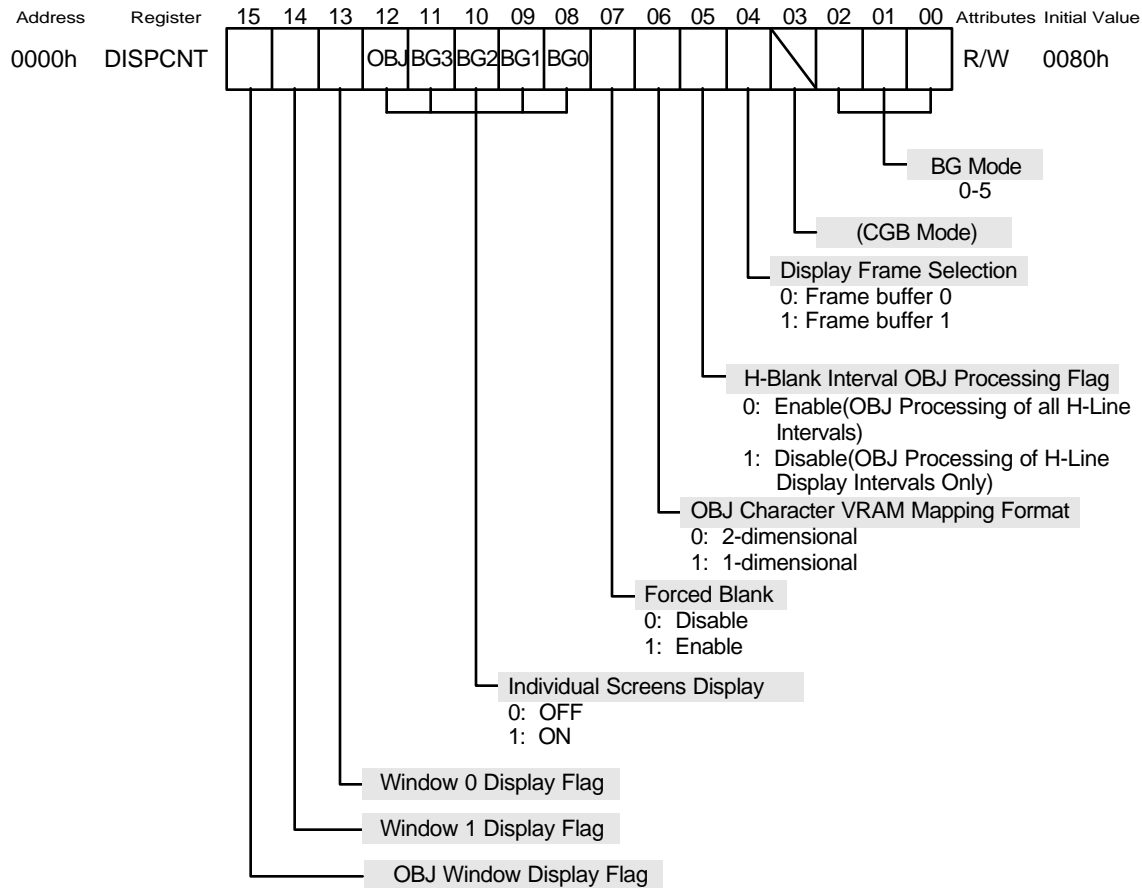 Address Register 15 14 13 12 11 10 09 08 07 06 05 04 03 02 01 00 Attributes Initial Value
0000h DISPCNT OBJ BG3 BG2 BG1 BG0 R/W 0080h
BG Mode
0-5
(CGB Mode)
Display Frame Selection
0: Frame buffer 0
1: Frame buffer 1
H-Blank Interval OBJ Processing Flag
0: Enable(OBJ Processing of all H-Line
Intervals)
1: Disable(OBJ Processing of H-Line
Display Intervals Only)
OBJ Character VRAM Mapping Format
0: 2-dimensional
1: 1-dimensional
Forced Blank
0: Disable
1: Enable
Individual Screens Display
0: OFF
1: ON
Window 0 Display Flag
Window 1 Display Flag
OBJ Window Display Flag